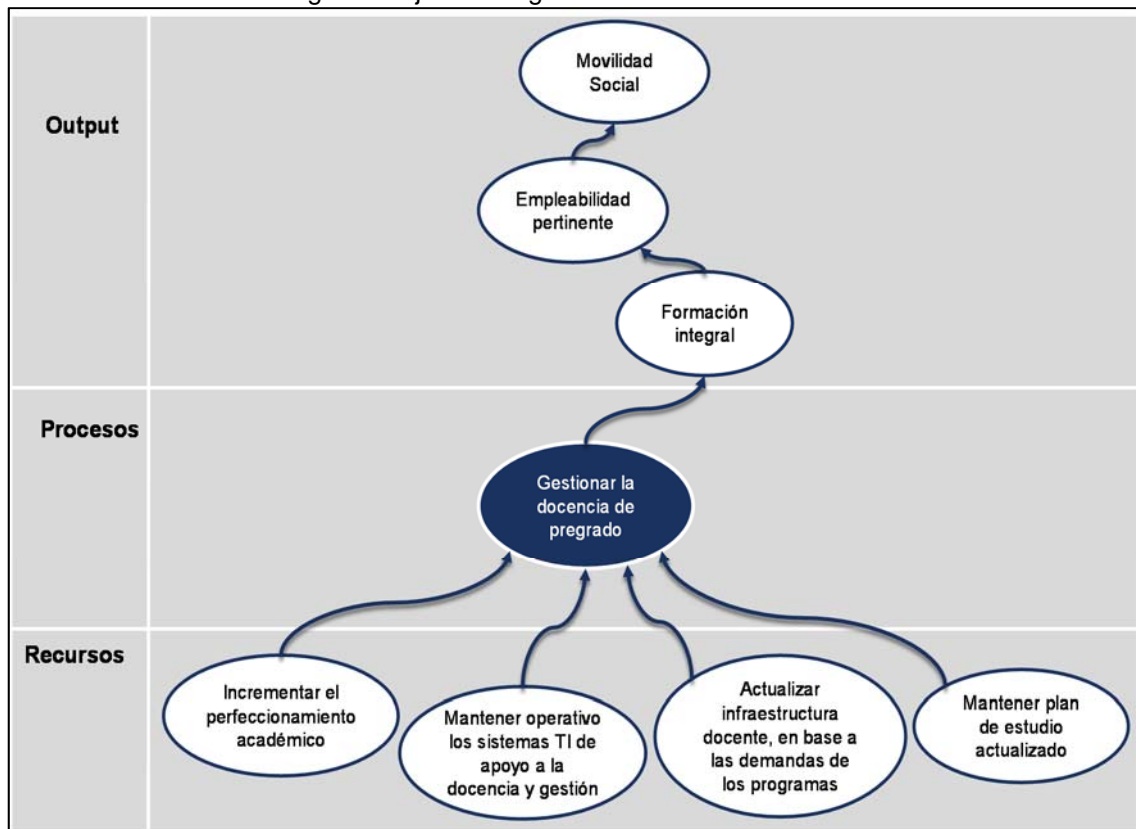 Output
Movilidad
Social
Empleabilidad
pertinente
Formación
integral
Procesos
Gestionar la
docencia de
pregrado
Recursos
Incrementar el
perfeccionamiento
académico
Mantener operativo
los sistemas TI de
apoyo a la
docencia y gestión
Actualizar
infraestructura
docente, en base a
las demandas de
los programas
Mantener plan
de estudio
actualizado